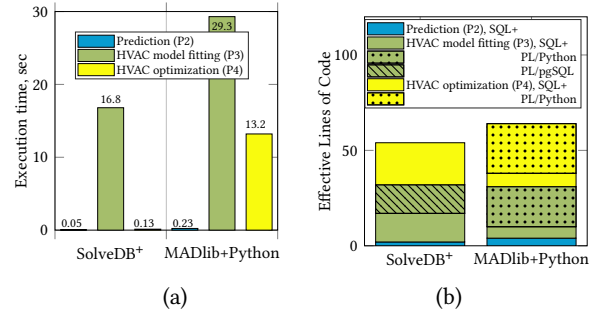 Execution time, sec
30
20
10
0
Prediction (P2)
HVAC model fitting (P3)
HVAC optimization (P4)
0.05
16.8
0.13
0.23
29.3
13.2
SolveDB+
MADlib+Python
(a)
Effective Lines of Code
100
50
0
Prediction (P2), SQL+
HVAC model fitting (P3), SQL+
PL/Python
PL/pgSQL
HVAC optimization (P4), SQL+
PL/Python
SolveDB+
MADlib+Python
(b)